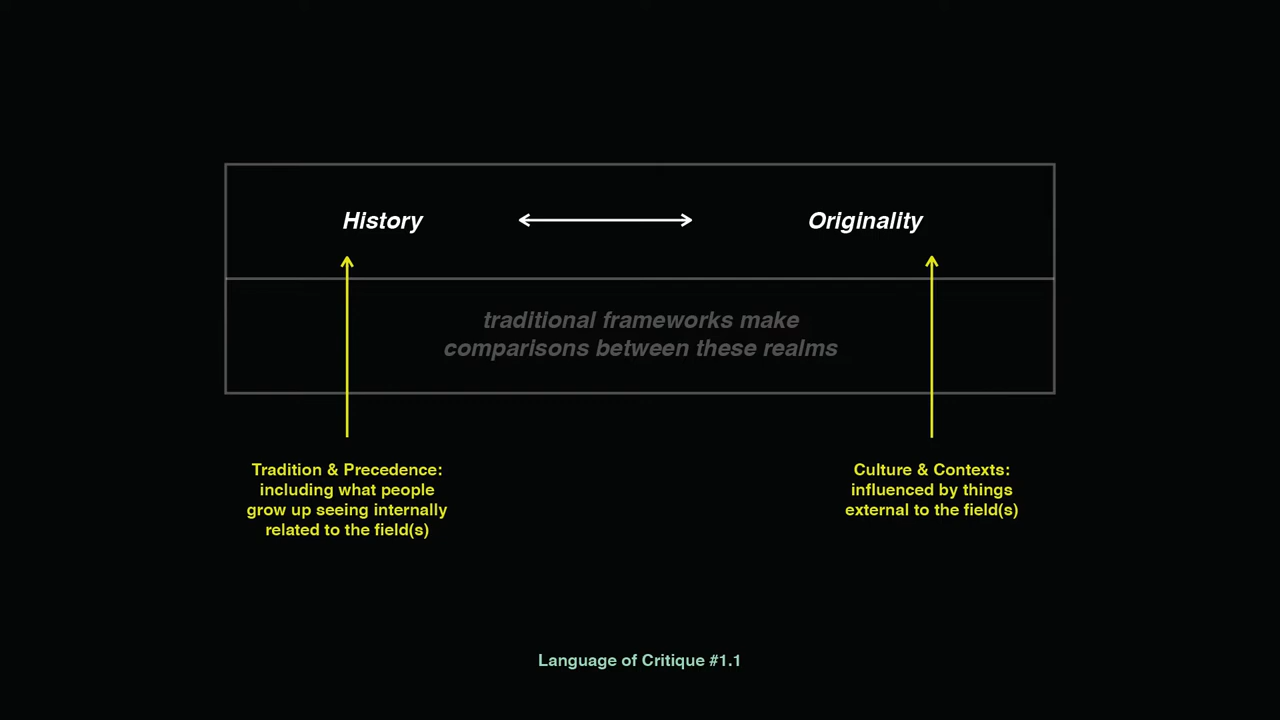 History
Originality
traditional frameworks make
comparisons between these realms
Tradition & Precedence:
including what people
grow up seeing internally
related to the field(s)
Culture & Contexts:
influenced by things
external to the field(s)
Language of Critique #1.1